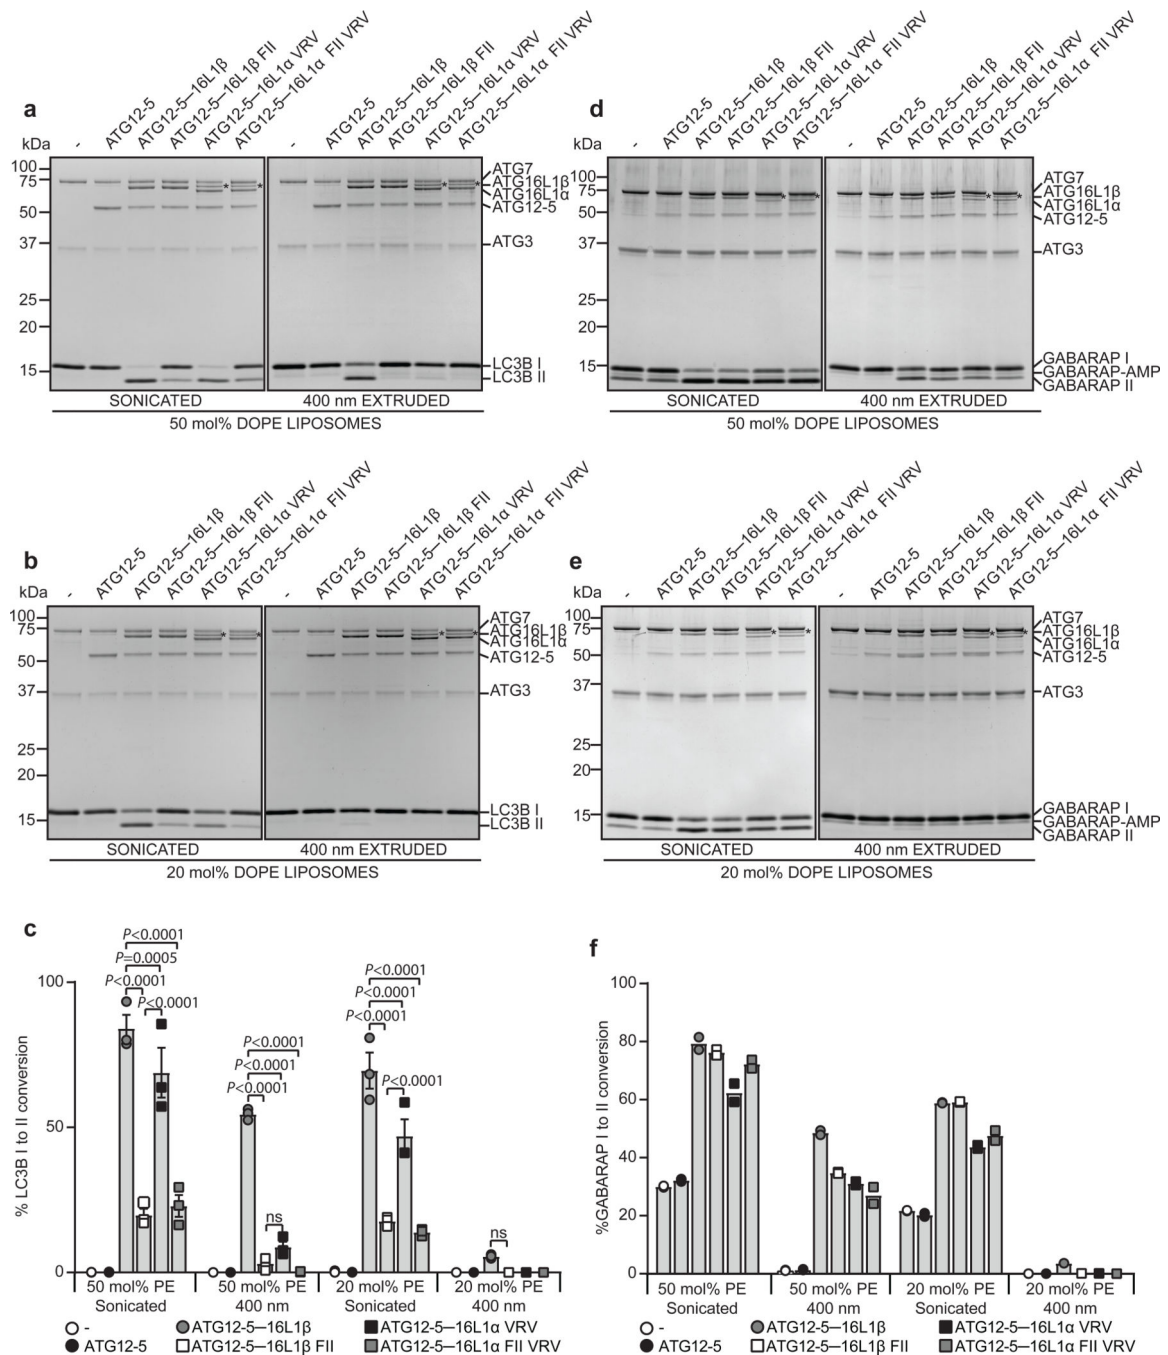 a
kDa
-
ATG12-5
ATG12-5—16L1β
ATG12-5—16L1β FII
ATG12-5—16L1α VRV
ATG12-5—16L1α FII VRV
-
ATG12-5
ATG12-5—16L1β
ATG12-5—16L1β FII
ATG12-5—16L1α VRV
ATG12-5—16L1α FII VRV
100
75
50
37
25
20
15
*
*
*
*
ATG7
ATG16L1β
ATG16L1α
ATG12-5
ATG3
LC3B I
LC3B II
SONICATED
400 nm EXTRUDED
50 mol% DOPE LIPOSOMES
d
kDa
-
ATG12-5
ATG12-5—16L1β
ATG12-5—16L1β FII
ATG12-5—16L1α VRV
ATG12-5—16L1α FII VRV
-
ATG12-5
ATG12-5—16L1β
ATG12-5—16L1β FII
ATG12-5—16L1α VRV
ATG12-5—16L1α FII VRV
100
75
50
37
25
20
15
*
*
*
*
ATG7
ATG16L1β
ATG16L1α
ATG12-5
ATG3
GABARAP I
GABARAP-AMP
GABARAP II
SONICATED
400 nm EXTRUDED
50 mol% DOPE LIPOSOMES
b
kDa
-
ATG12-5
ATG12-5—16L1β
ATG12-5—16L1β FII
ATG12-5—16L1α VRV
ATG12-5—16L1α FII VRV
-
ATG12-5
ATG12-5—16L1β
ATG12-5—16L1β FII
ATG12-5—16L1α VRV
ATG12-5—16L1α FII VRV
100
75
50
37
25
20
15
*
*
*
*
ATG7
ATG16L1β
ATG16L1α
ATG12-5
ATG3
LC3B I
LC3B II
SONICATED
400 nm EXTRUDED
20 mol% DOPE LIPOSOMES
e
kDa
-
ATG12-5
ATG12-5—16L1β
ATG12-5—16L1β FII
ATG12-5—16L1α VRV
ATG12-5—16L1α FII VRV
-
ATG12-5
ATG12-5—16L1β
ATG12-5—16L1β FII
ATG12-5—16L1α VRV
ATG12-5—16L1α FII VRV
100
75
50
37
25
20
15
*
*
*
*
ATG7
ATG16L1β
ATG16L1α
ATG12-5
ATG3
GABARAP I
GABARAP-AMP
GABARAP II
SONICATED
400 nm EXTRUDED
20 mol% DOPE LIPOSOMES
c
% LC3B I to II conversion
100
50
0
P<0.0001
P=0.0005
P<0.0001
P<0.0001
P<0.0001
P<0.0001
P<0.0001
ns
P<0.0001
P<0.0001
P<0.0001
P<0.0001
ns
50 mol% PE
Sonicated
50 mol% PE
400 nm
20 mol% PE
Sonicated
20 mol% PE
400 nm
-
ATG12-5—16L1β
ATG12-5—16L1α VRV
ATG12-5
ATG12-5—16L1β FII
ATG12-5—16L1α FII VRV
f
%GABARAP I to II conversion
100
80
60
40
20
0
50 mol% PE
Sonicated
50 mol% PE
400 nm
20 mol% PE
Sonicated
20 mol% PE
400 nm
-
ATG12-5—16L1β
ATG12-5—16L1α VRV
ATG12-5
ATG12-5—16L1β FII
ATG12-5—16L1α FII VRV